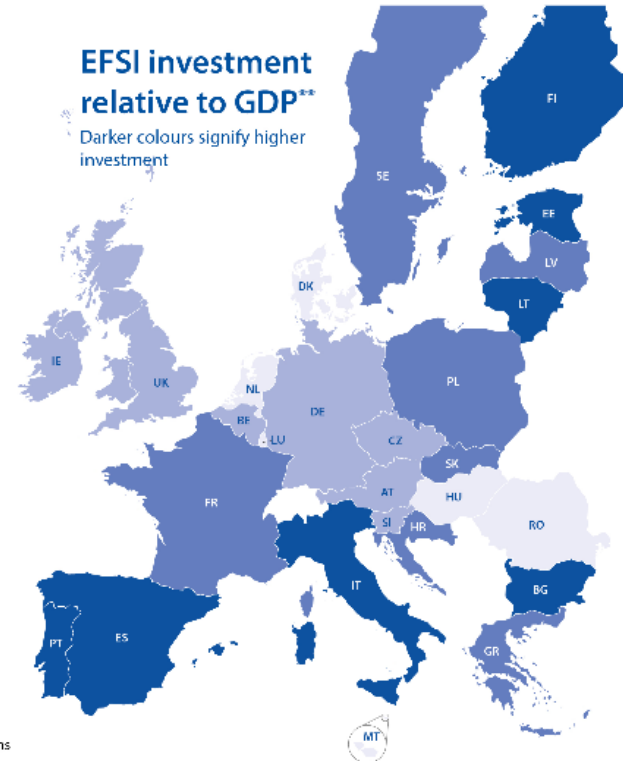 EFSI investment
relative to GDP**
Darker colours signify higher
investment
FI
SE
EE
LV
DK
LT
IE
UK
NL
PL
BE
DE
LU
CZ
SK
FR
AT
HU
SI
HR
RO
IT
BG
PT
ES
GR
MT